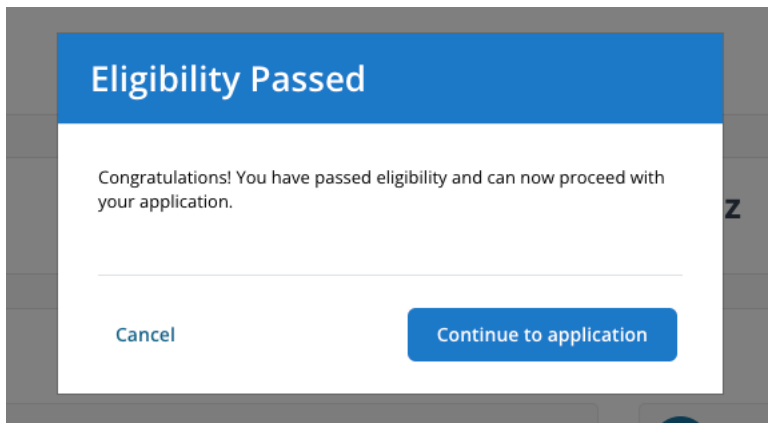 Eligibility Passed
Congratulations! You have passed eligibility and can now proceed with
your application.
z
Cancel
Continue to application